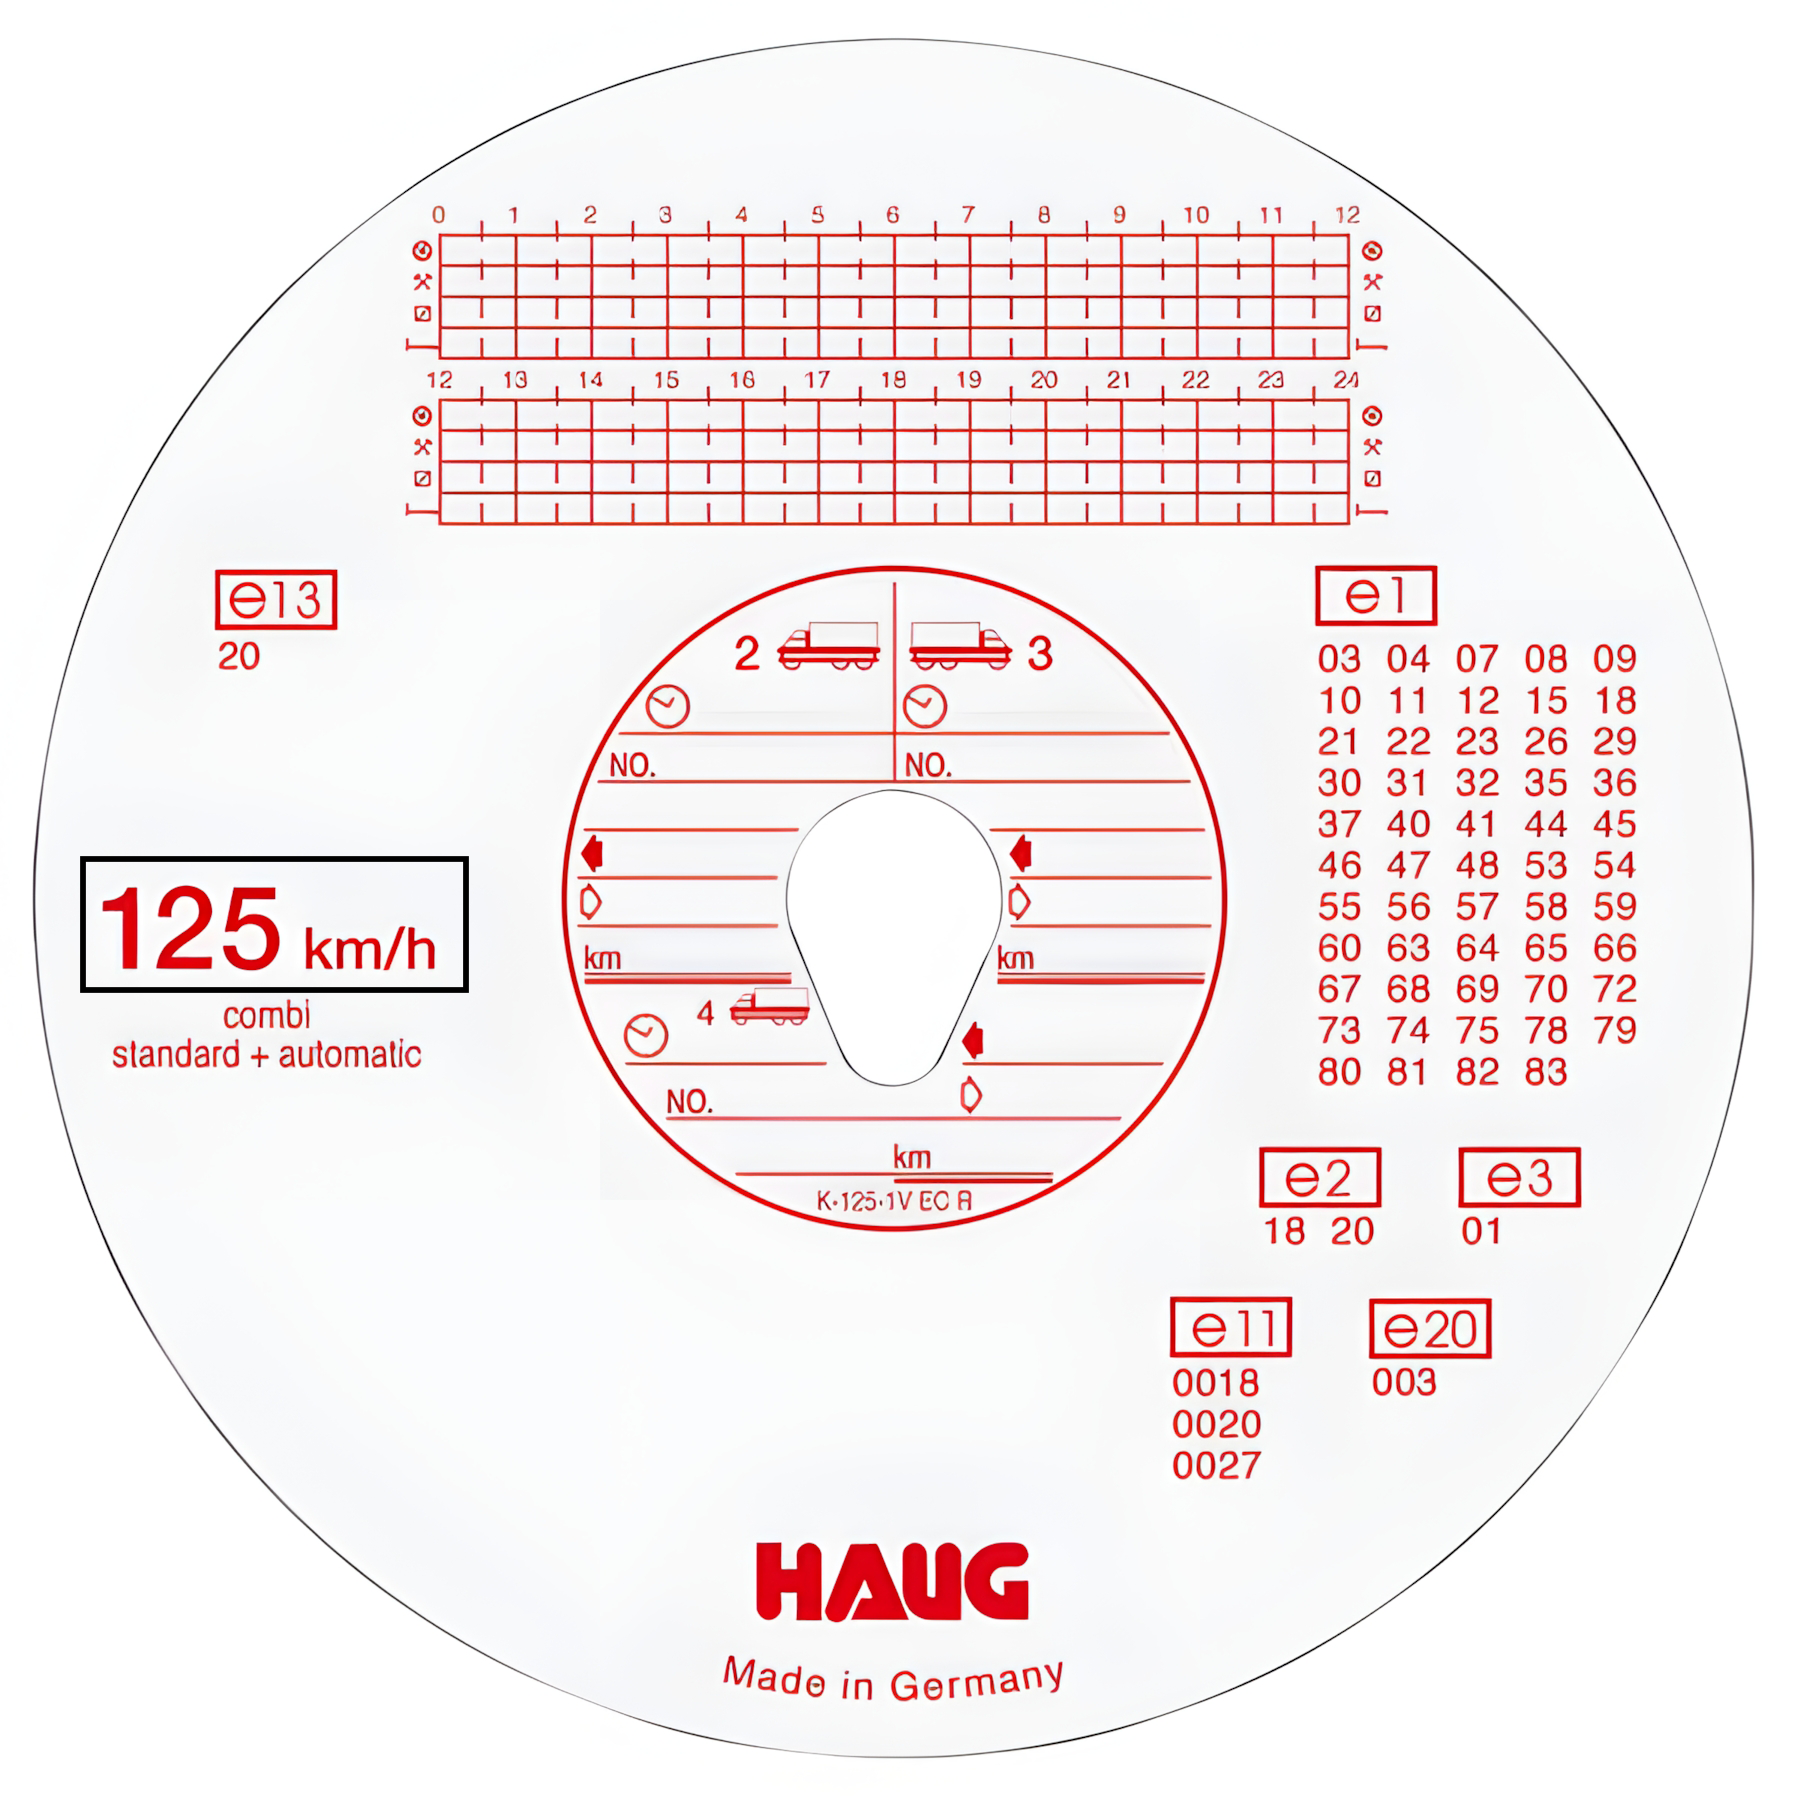 0 1 2 3 4 5 6 7 8 9 10 11 12
12 13 14 15 16 17 18 19 20 21 22 23 24
e13
20
125 km/h
combi
standard + automatic
2 3
NO. NO.
km km
4
NO.
km
K-125-1V EC R
e1
03 04 07 08 09
10 11 12 15 18
21 22 23 26 29
30 31 32 35 36
37 40 41 44 45
46 47 48 53 54
55 56 57 58 59
60 63 64 65 66
67 68 69 70 72
73 74 75 78 79
80 81 82 83
e2 e3
18 20 01
e11 e20
0018 003
0020
0027
HAUG
Made in Germany